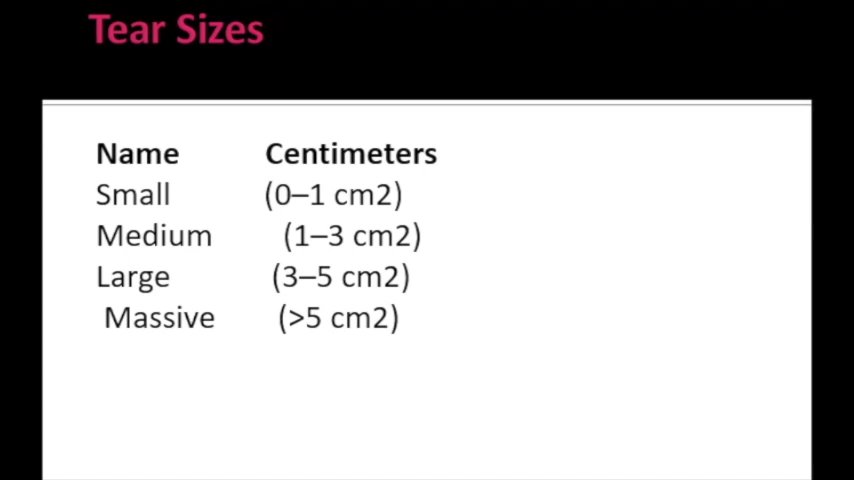 Tear Sizes
Name Centimeters
Small (0–1 cm2)
Medium (1–3 cm2)
Large (3–5 cm2)
Massive (>5 cm2)